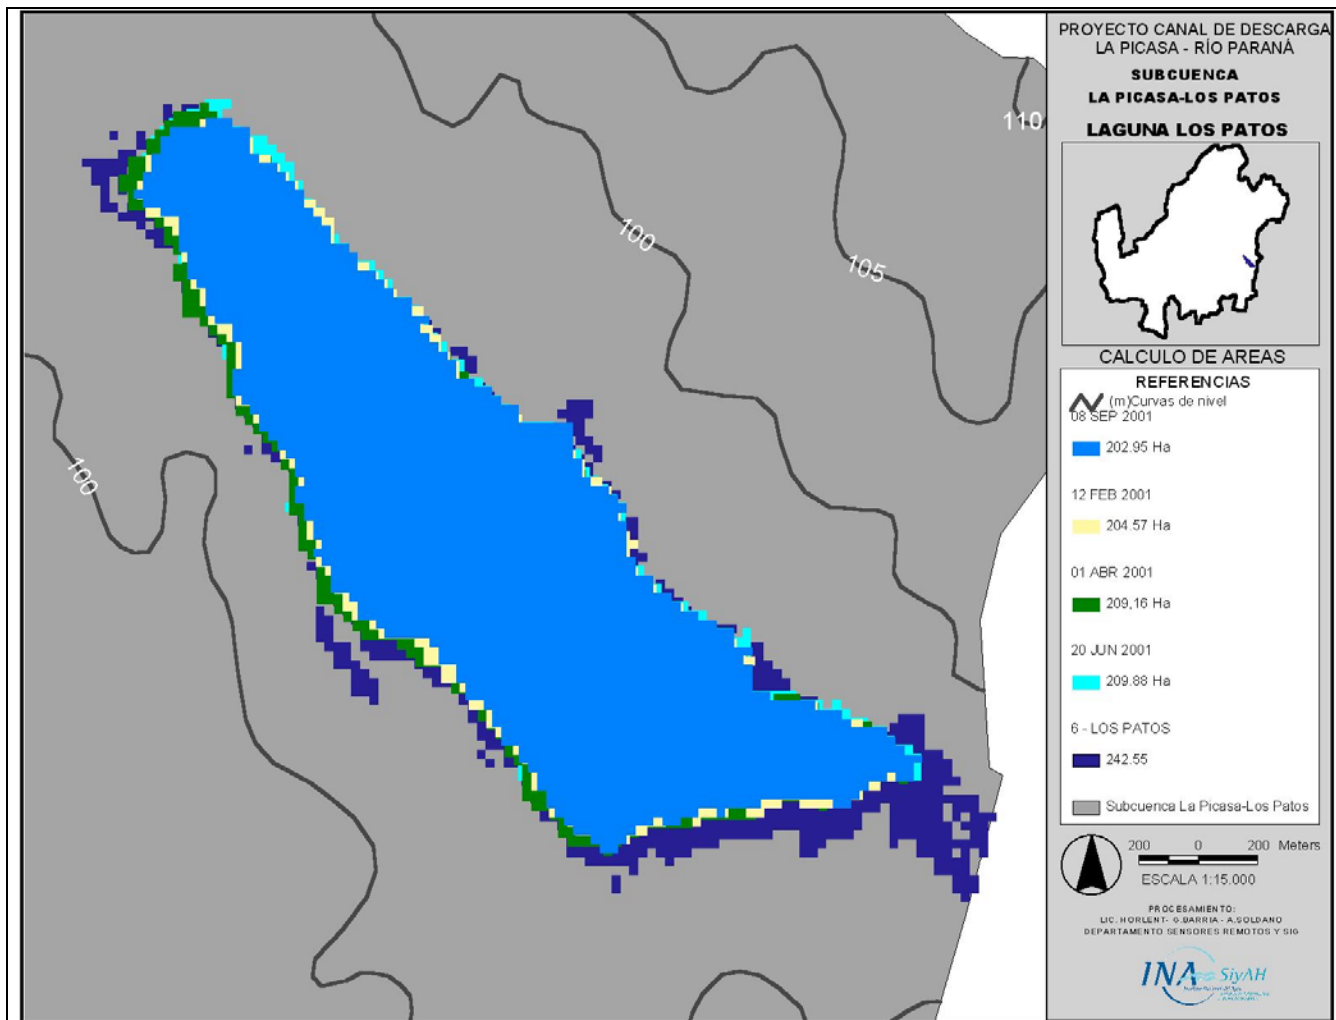 PROYECTO CANAL DE DESCARGA
LA PICASA - RÍO PARANÁ
SUBCUENCA
LA PICASA-LOS PATOS
LAGUNA LOS PATOS
CALCULO DE AREAS
REFERENCIAS
(m)Curvas de nivel
08 SEP 2001
202.95 Ha
12 FEB 2001
204.57 Ha
01 ABR 2001
209.16 Ha
20 JUN 2001
209.88 Ha
6 - LOS PATOS
242.55
Subcuenca La Picasa-Los Patos
200 0 200 Meters
ESCALA 1:15.000
PROCESAMIENTO:
LIC. HORLENT- G.BARRIA - A.SOLDANO
DEPARTAMENTO SENSORES REMOTOS Y SIG
INA SiyAH
110
100
105
100